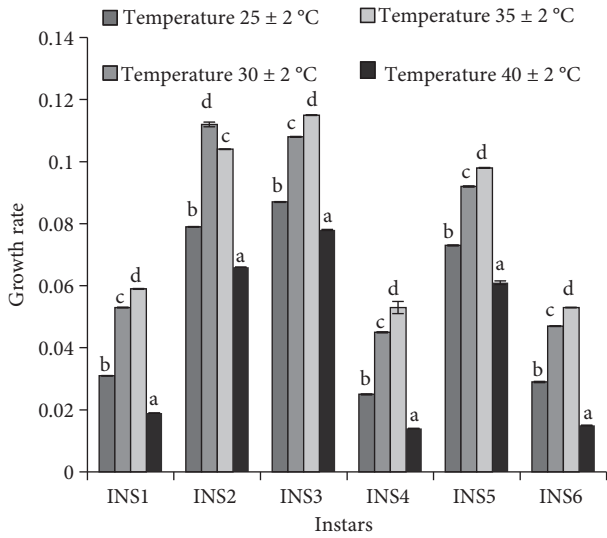 Temperature 25 ± 2 °C
Temperature 35 ± 2 °C
Temperature 30 ± 2 °C
Temperature 40 ± 2 °C
0.14
0.12
0.1
0.08
0.06
0.04
0.02
0
Growth rate
b c d a
b d c a
b c d a
b c d a
b c d a
b c d a
INS1 INS2 INS3 INS4 INS5 INS6
Instars